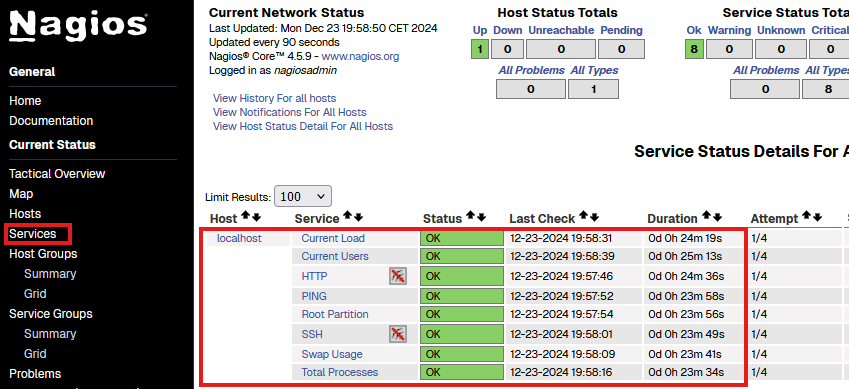 Nagios®
General
Home
Documentation
Current Status
Tactical Overview
Map
Hosts
Services
Host Groups
Summary
Grid
Service Groups
Summary
Grid
Problems
Current Network Status
Last Updated: Mon Dec 23 19:58:50 CET 2024
Updated every 90 seconds
Nagios® Core™ 4.5.9 - www.nagios.org
Logged in as nagiosadmin
View History For all hosts
View Notifications For All Hosts
View Host Status Detail For All Hosts
Host Status Totals
Up Down Unreachable Pending
1 0 0 0
All Problems All Types
0 1
Service Status Tota
Ok Warning Unknown Critical
8 0 0 0
All Problems All Types
0 8
Service Status Details For A
Limit Results: 100
Host Service Status Last Check Duration Attempt S
localhost Current Load OK 12-23-2024 19:58:31 0d 0h 24m 19s 1/4
Current Users OK 12-23-2024 19:58:39 0d 0h 25m 13s 1/4
HTTP OK 12-23-2024 19:57:46 0d 0h 24m 36s 1/4
PING OK 12-23-2024 19:57:52 0d 0h 23m 58s 1/4
Root Partition OK 12-23-2024 19:57:54 0d 0h 23m 56s 1/4
SSH OK 12-23-2024 19:58:01 0d 0h 23m 49s 1/4
Swap Usage OK 12-23-2024 19:58:09 0d 0h 23m 41s 1/4
Total Processes OK 12-23-2024 19:58:16 0d 0h 23m 34s 1/4